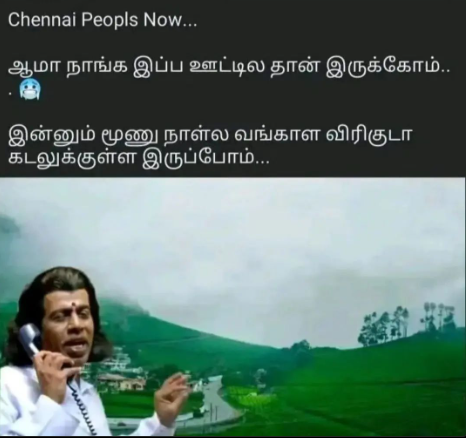 Chennai Peopls Now...
ஆமா நாங்க இப்ப ஊட்டில தான் இருக்கோம்..
. 🥶
இன்னும் மூணு நாள்ல வங்காள விரிகுடா
கடலுக்குள்ள இருப்போம்...